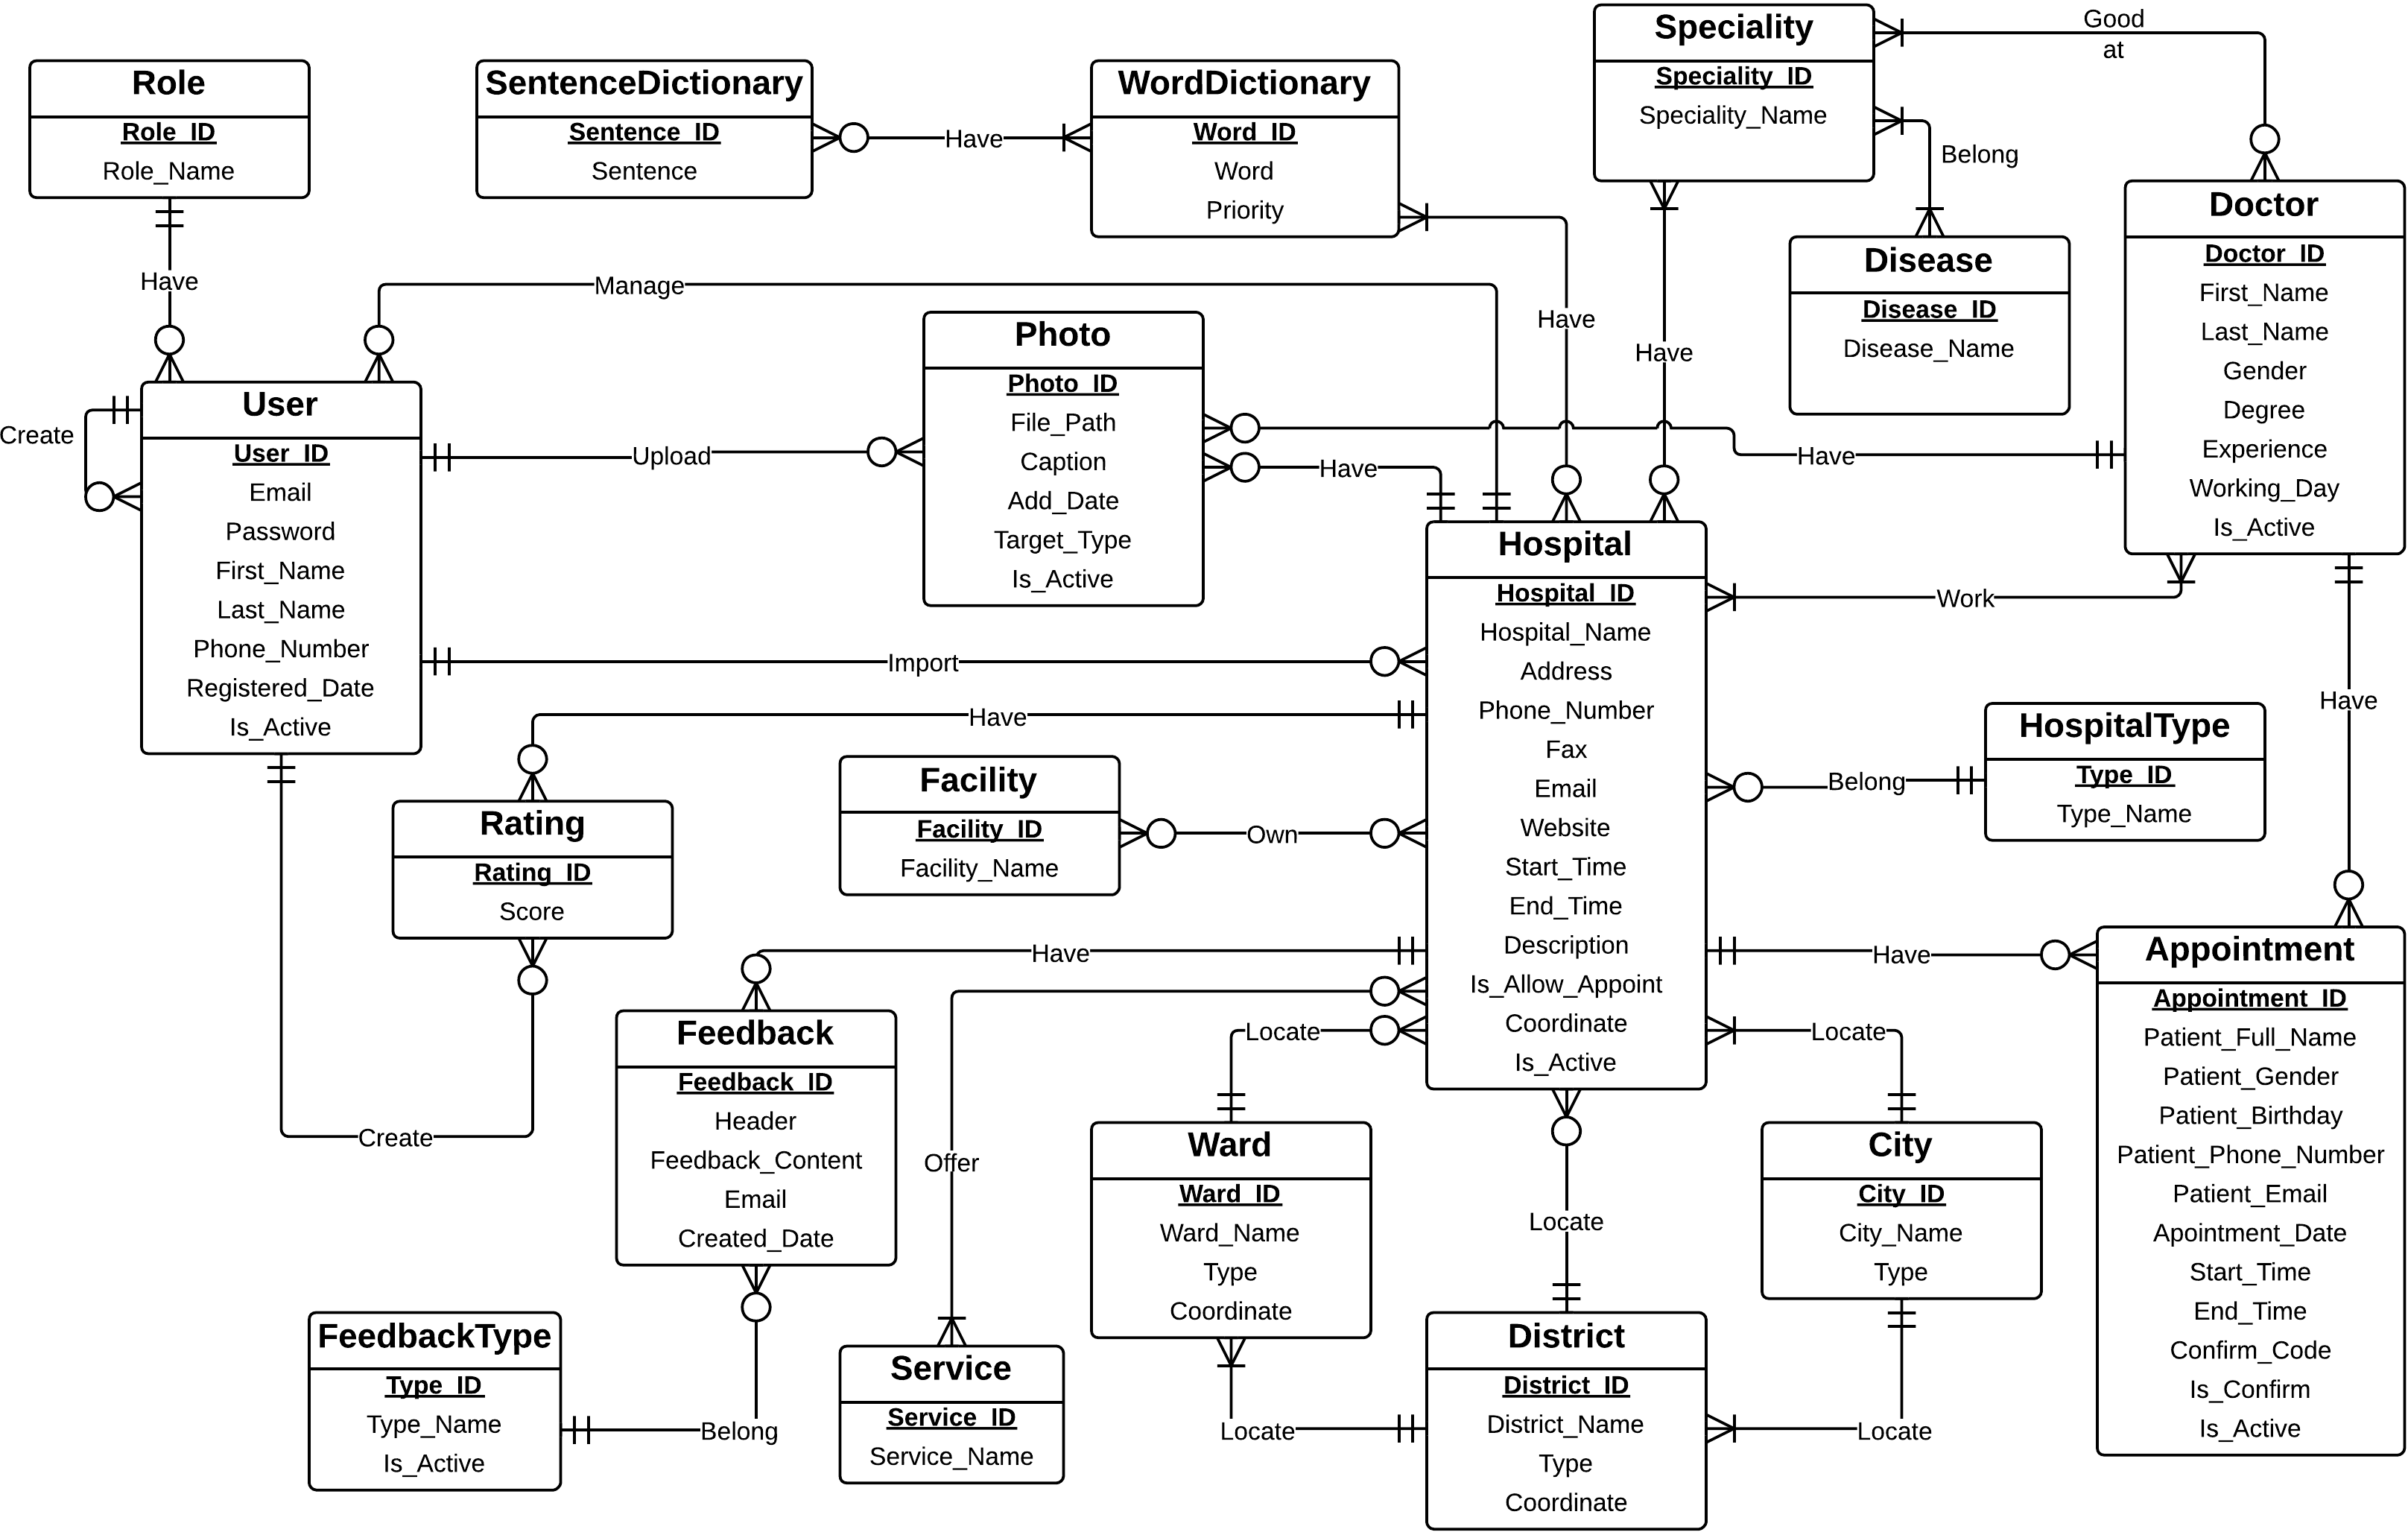 Role
Role_ID
Role_Name
SentenceDictionary
Sentence_ID
Sentence
Have
WordDictionary
Word_ID
Word
Priority
Speciality
Speciality_ID
Speciality_Name
Good
at
Belong
Disease
Disease_ID
Disease_Name
Doctor
Doctor_ID
First_Name
Last_Name
Gender
Degree
Experience
Working_Day
Is_Active
Have
Manage
Have
Have
Create
User
User_ID
Email
Password
First_Name
Last_Name
Phone_Number
Registered_Date
Is_Active
Upload
Photo
Photo_ID
File_Path
Caption
Add_Date
Target_Type
Is_Active
Have
Have
Import
Have
Hospital
Hospital_ID
Hospital_Name
Address
Phone_Number
Fax
Email
Website
Start_Time
End_Time
Description
Is_Allow_Appoint
Coordinate
Is_Active
Work
Have
HospitalType
Type_ID
Type_Name
Belong
Rating
Rating_ID
Score
Facility
Facility_ID
Facility_Name
Own
Have
Have
Appointment
Appointment_ID
Patient_Full_Name
Patient_Gender
Patient_Birthday
Patient_Phone_Number
Patient_Email
Apointment_Date
Start_Time
End_Time
Confirm_Code
Is_Confirm
Is_Active
Create
Feedback
Feedback_ID
Header
Feedback_Content
Email
Created_Date
Offer
Locate
Locate
Ward
Ward_ID
Ward_Name
Type
Coordinate
Locate
City
City_ID
City_Name
Type
FeedbackType
Type_ID
Type_Name
Is_Active
Belong
Service
Service_ID
Service_Name
Locate
District
District_ID
District_Name
Type
Coordinate
Locate